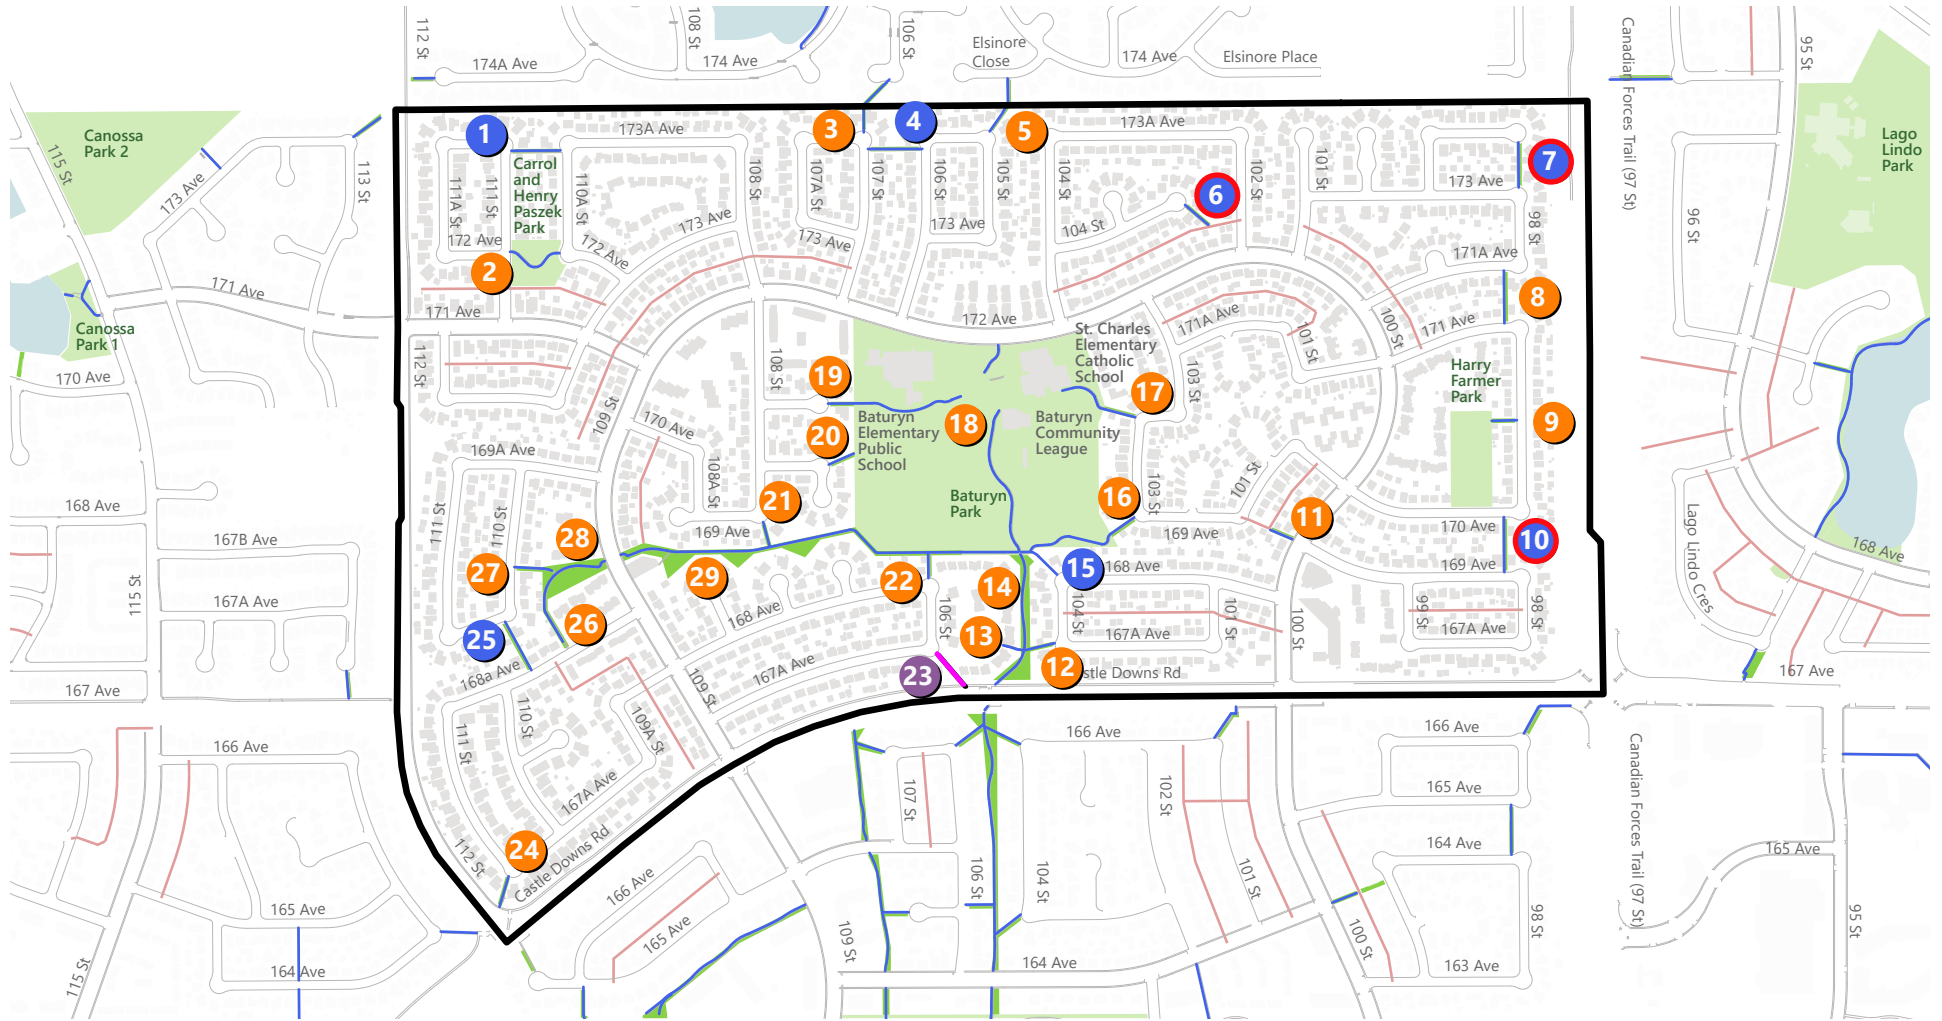 112 St
108 St
106 St
Elsinore
Close
174A Ave
174 Ave
174 Ave
Elsinore Place
Canadian Forces Trail (97 St)
95 St
Canossa
Park 2
115 St
173 Ave
113 St
1
173A Ave
3
4
5
173A Ave
7
Lago
Lindo
Park
Carrol
and
Henry
Paszek
Park
111A St
111 St
110A St
108 St
107A St
107 St
106 St
105 St
104 St
6
102 St
101 St
173 Ave
98 St
96 St
172 Ave
172 Ave
173 Ave
173 Ave
173 Ave
104 St
171A Ave
2
171 Ave
171 Ave
172 Ave
171A Ave
101 St
100 St
171 Ave
8
Canossa
Park 1
170 Ave
112 St
108 St
19
St. Charles
Elementary
Catholic
School
17
103 St
Harry
Farmer
Park
109 St
170 Ave
20
Baturyn
Elementary
Public
School
18
Baturyn
Community
League
9
169A Ave
108A St
21
Baturyn
Park
16
103 St
101 St
11
Lago Lindo Cres
168 Ave
111 St
110 St
28
169 Ave
169 Ave
170 Ave
10
168 Ave
167B Ave
27
29
22
14
15
168 Ave
169 Ave
115 St
167A Ave
26
168 Ave
106 St
13
104 St
167A Ave
101 St
100 St
99 St
167A Ave
98 St
25
168a Ave
167A Ave
23
12
stle Downs Rd
167 Ave
167 Ave
109 St
110 St
109A St
111 St
166 Ave
166 Ave
166 Ave
Canadian Forces Trail (97 St)
167A Ave
107 St
102 St
165 Ave
24
112 St
Castle Downs Rd
164 Ave
165 Ave
166 Ave
106 St
104 St
101 St
165 Ave
165 Ave
109 St
100 St
98 St
95 St
164 Ave
164 Ave
163 Ave
115 St